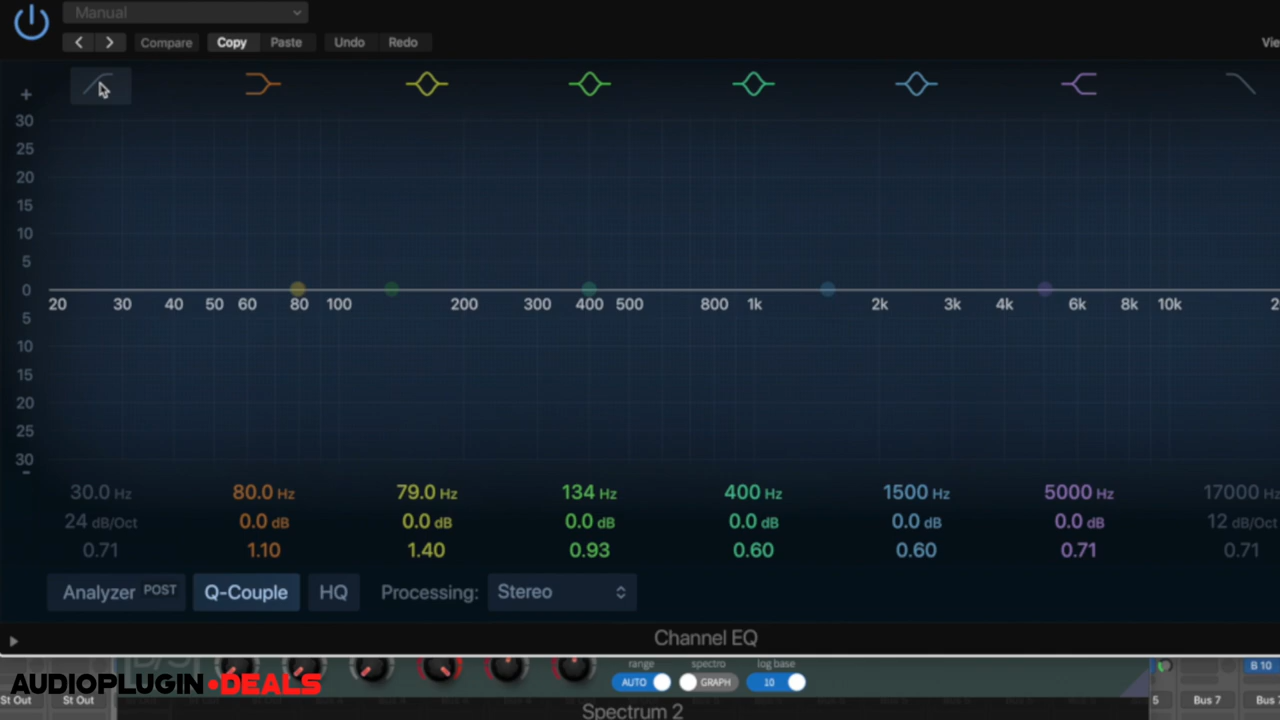 Manual
Compare Copy Paste Undo Redo
Vie
+
30
25
20
15
10
5
0
20 30 40 50 60 80 100 200 300 400 500 800 1k 2k 3k 4k 6k 8k 10k 2
5
10
15
20
25
30
-
30.0 Hz 80.0 Hz 79.0 Hz 134 Hz 400 Hz 1500 Hz 5000 Hz 17000 Hz
24 dB/Oct 0.0 dB 0.0 dB 0.0 dB 0.0 dB 0.0 dB 0.0 dB 12 dB/Oct
0.71 1.10 1.40 0.93 0.60 0.60 0.71 0.71
Analyzer POST Q-Couple HQ Processing: Stereo
Channel EQ
range spectro log base
AUTO GRAPH 10
B 10
AUDIOPLUGIN•DEALS
St Out St Out 5 Bus 7 Bus
Spectrum 2